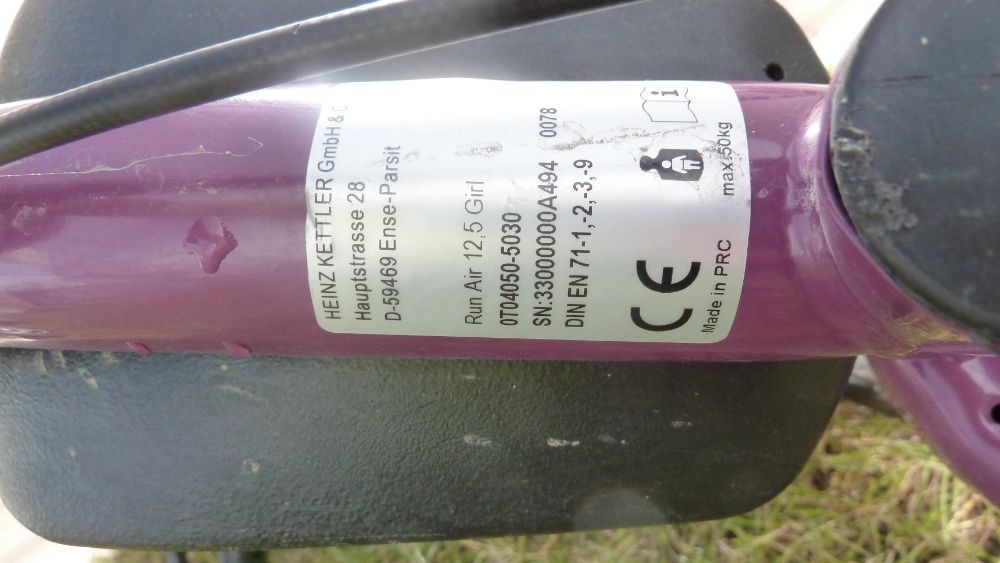 HEINZ KETTLER GmbH & C
Hauptstrasse 28
D-59469 Ense-Parsit
Run Air 12,5 Girl
0T04050-5030
SN:33000000A494 0078
DIN EN 71-1,-2,-3,-9
i
max.50kg
CE
Made in PRC